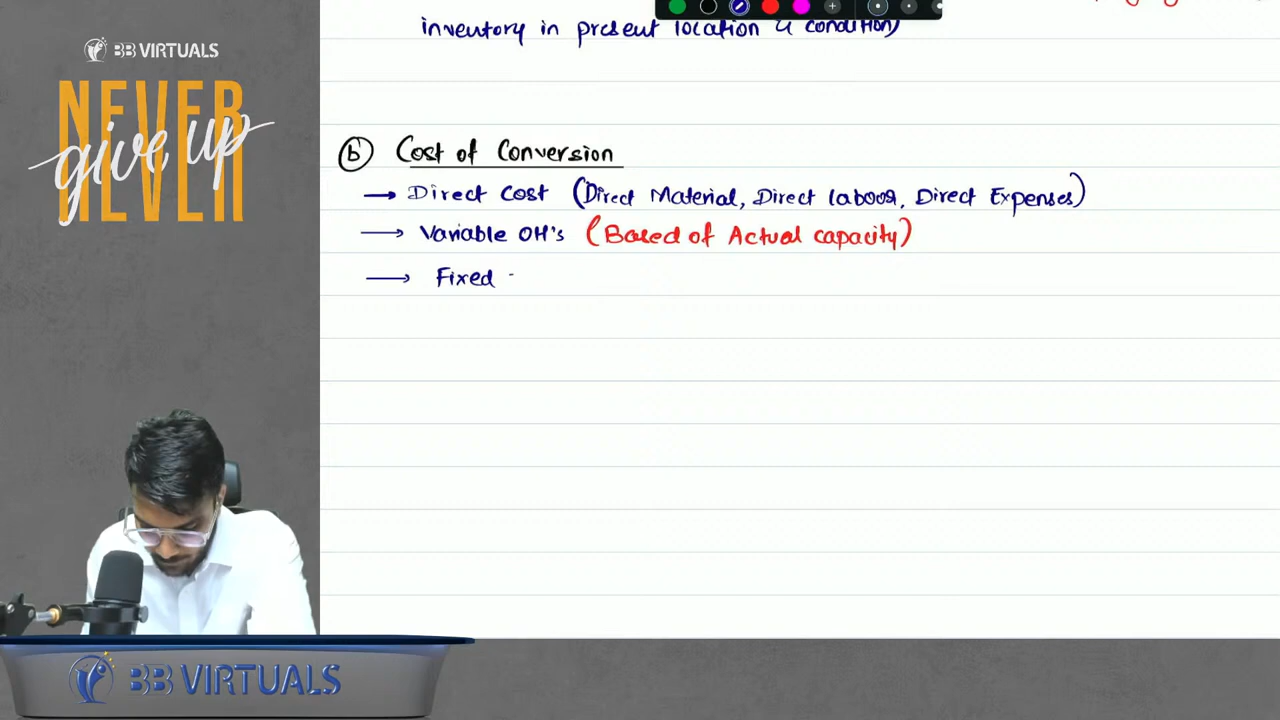 BB VIRTUALS
NEVER
give up
NEVER
inventory in present location & condition)
(b) Cost of Conversion
→ Direct Cost (Direct Material, Direct labour, Direct Expenses)
→ Variable OH's (Based of Actual capacity)
→ Fixed
BB VIRTUALS